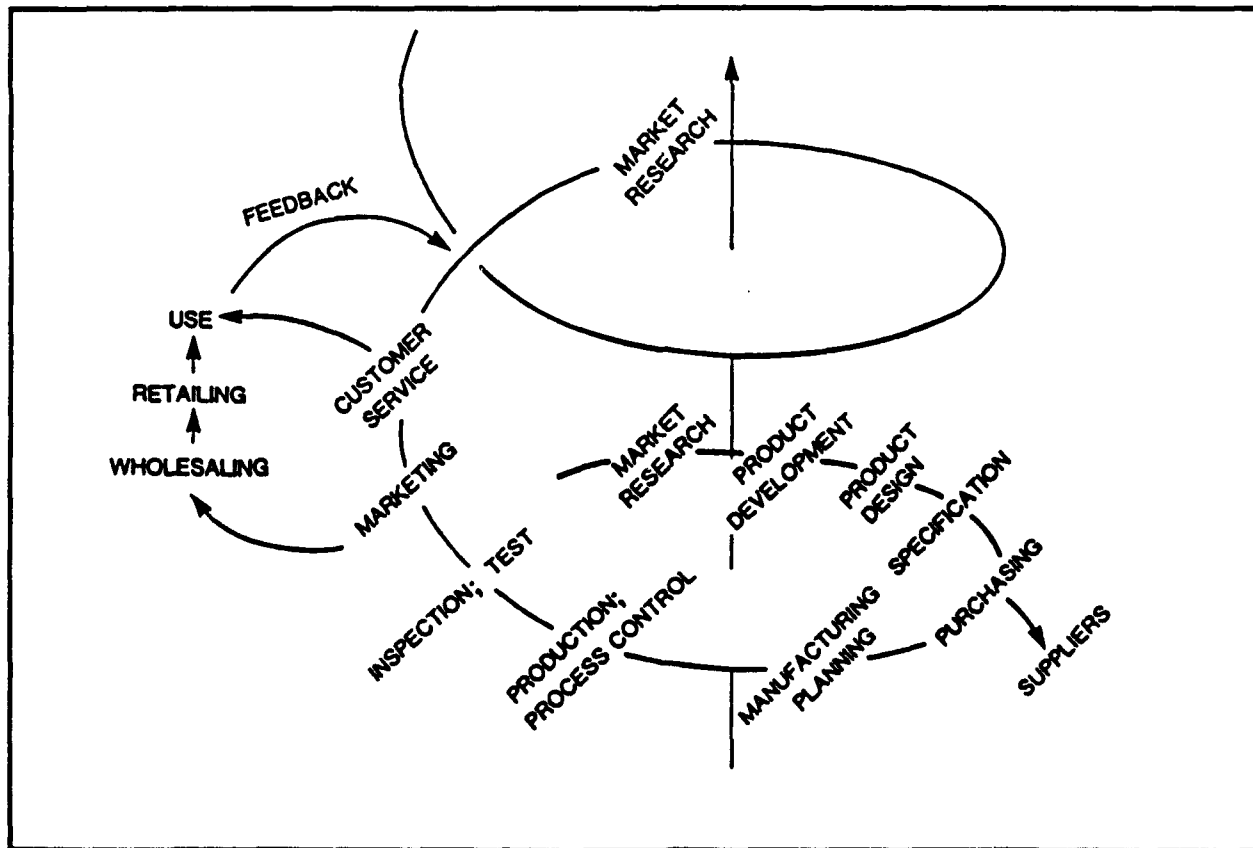 MARKET
RESEARCH
FEEDBACK
USE
CUSTOMER
SERVICE
RETAILING
WHOLESALING
MARKETING
MARKET
RESEARCH
PRODUCT
DEVELOPMENT
PRODUCT
DESIGN
SPECIFICATION
PURCHASING
SUPPLIERS
MANUFACTURING
PLANNING
PRODUCTION;
PROCESS CONTROL
INSPECTION; TEST